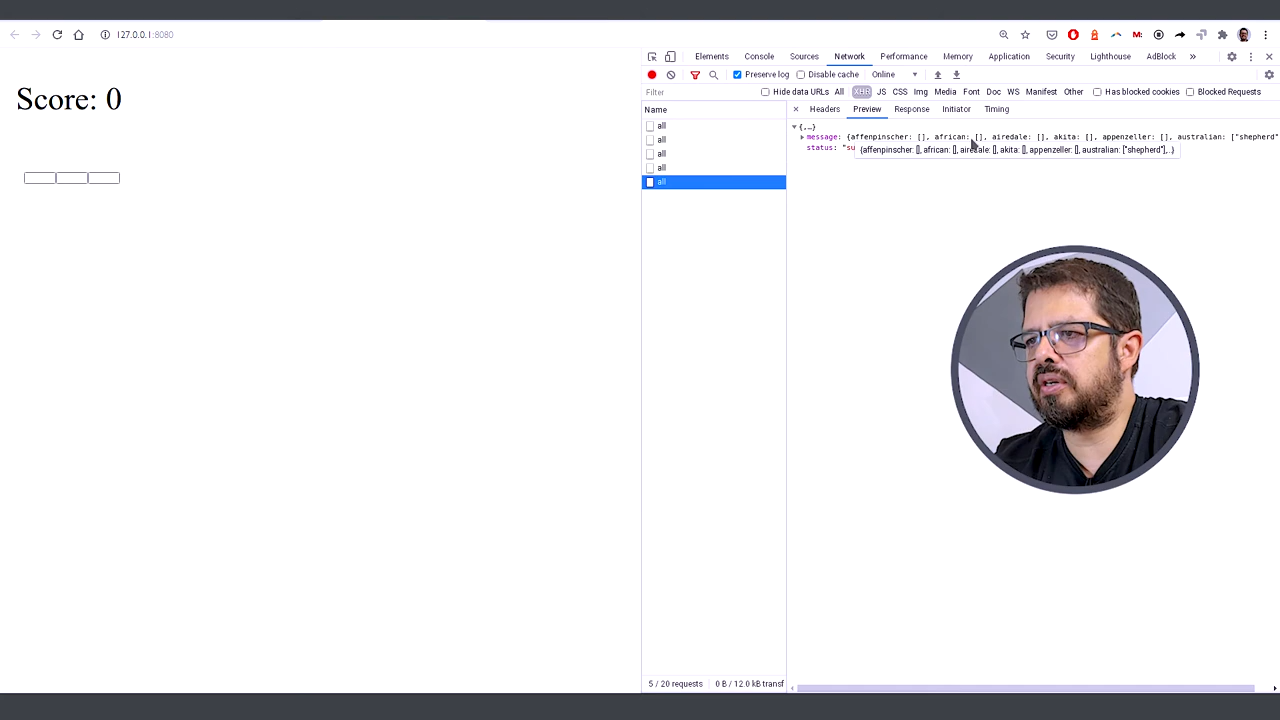 127.0.0.1:8080
Elements Console Sources Network Performance Memory Application Security Lighthouse AdBlock
Preserve log Disable cache Online
Filter Hide data URLs All XHR JS CSS Img Media Font Doc WS Manifest Other Has blocked cookies Blocked Requests
Score: 0
Name
all
all
all
all
all
× Headers Preview Response Initiator Timing
{,…}
message: {affenpinscher: [], african: [], airedale: [], akita: [], appenzeller: [], australian: ["shepherd"
status: "su
{affenpinscher: [], african: [], airedale: [], akita: [], appenzeller: [], australian: ["shepherd"],…}
5 / 20 requests 0 B / 12.0 kB transf